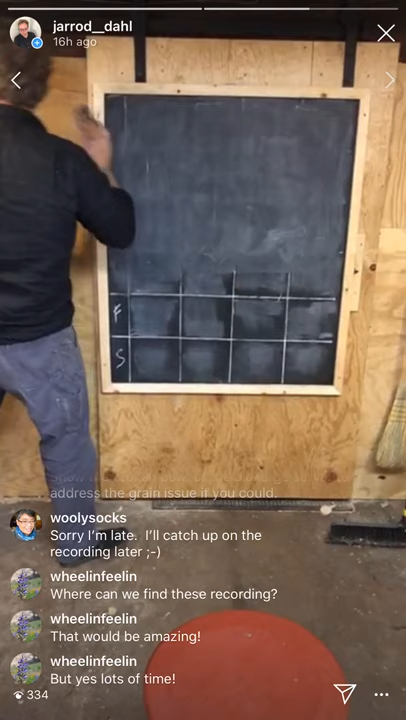 jarrod__dahl
16h ago
F
S
address the grain issue if you could.
woolysocks
Sorry I'm late. I'll catch up on the
recording later ;-)
wheelinfeelin
Where can we find these recording?
wheelinfeelin
That would be amazing!
wheelinfeelin
But yes lots of time!
334